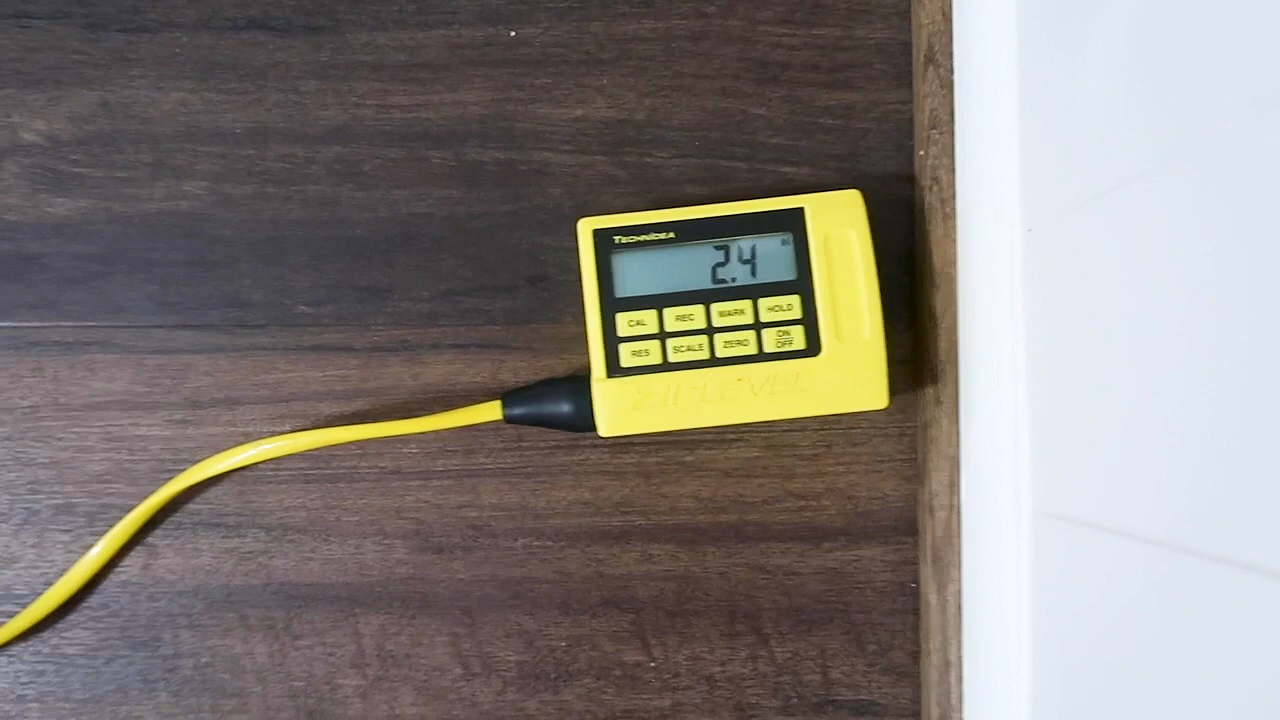 TECHNIDEA
2.4
CAL REC MARK HOLD
RES SCALE ZERO ON OFF
ZIPLEVEL